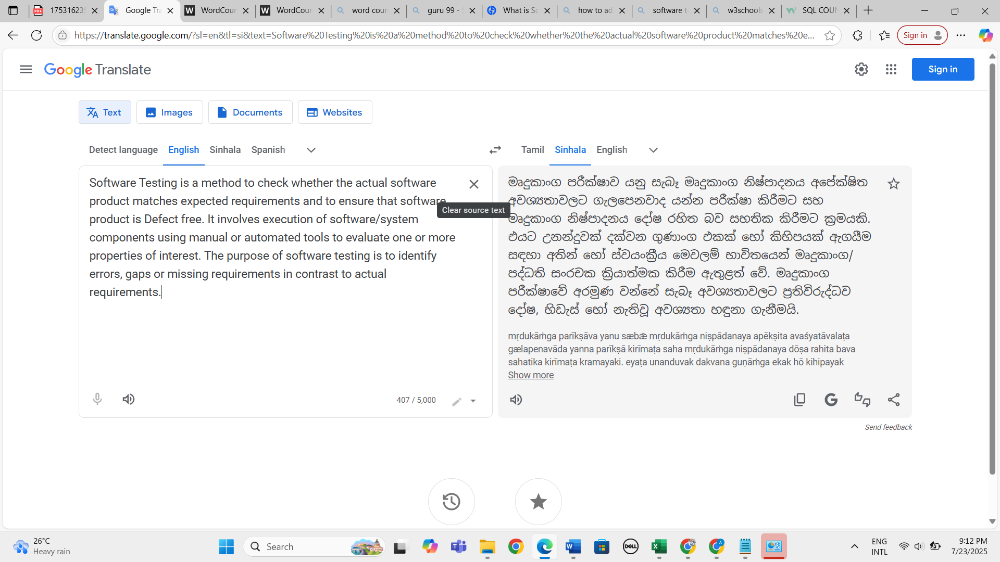 1753162353
Google Tra
WordCoun
WordCour
word cour
guru 99 - S
What is So
how to ad
software t
w3schools
SQL COUN
https://translate.google.com/?sl=en&tl=si&text=Software%20Testing%20is%20a%20method%20to%20check%20whether%20the%20actual%20software%20product%20matches%20e...
Sign in
Google Translate
Sign in
Text
Images
Documents
Websites
Detect language
English
Sinhala
Spanish
Tamil
Sinhala
English
Software Testing is a method to check whether the actual software
product matches expected requirements and to ensure that software
product is Defect free. It involves execution of software/system
components using manual or automated tools to evaluate one or more
properties of interest. The purpose of software testing is to identify
errors, gaps or missing requirements in contrast to actual
requirements.
Clear source text
407 / 5,000
මෘදුකාංග පරීක්ෂාව යනු සැබෑ මෘදුකාංග නිෂ්පාදනය අපේක්ෂිත
අවශ්‍යතාවලට ගැලපෙනවාද යන්න පරීක්ෂා කිරීමට සහ
මෘදුකාංග නිෂ්පාදනය දෝෂ රහිත බව සහතික කිරීමට ක්‍රමයකි.
එයට උනන්දුවක් දක්වන ගුණාංග එකක් හෝ කිහිපයක් ඇගයීම
සඳහා අතින් හෝ ස්වයංක්‍රීය මෙවලම් භාවිතයෙන් මෘදුකාංග/
පද්ධති සංරචක ක්‍රියාත්මක කිරීම ඇතුළත් වේ. මෘදුකාංග
පරීක්ෂාවේ අරමුණ වන්නේ සැබෑ අවශ්‍යතාවලට ප්‍රතිවිරුද්ධව
දෝෂ, හිඩැස් හෝ නැතිවූ අවශ්‍යතා හඳුනා ගැනීමයි.
mṛdukāṁga parīkṣāva yanu sæbǣ mṛdukāṁga niṣpādanaya apēkṣita avaśyatāvalaṭa
gælapenavāda yanna parīkṣā kirīmaṭa saha mṛdukāṁga niṣpādanaya dōṣa rahita bava
sahatika kirīmaṭa kramayaki. eyaṭa unanduvak dakvana guṇāṁga ekak hō kihipayak
Show more
Send feedback
26°C
Heavy rain
Search
ENG
INTL
9:12 PM
7/23/2025